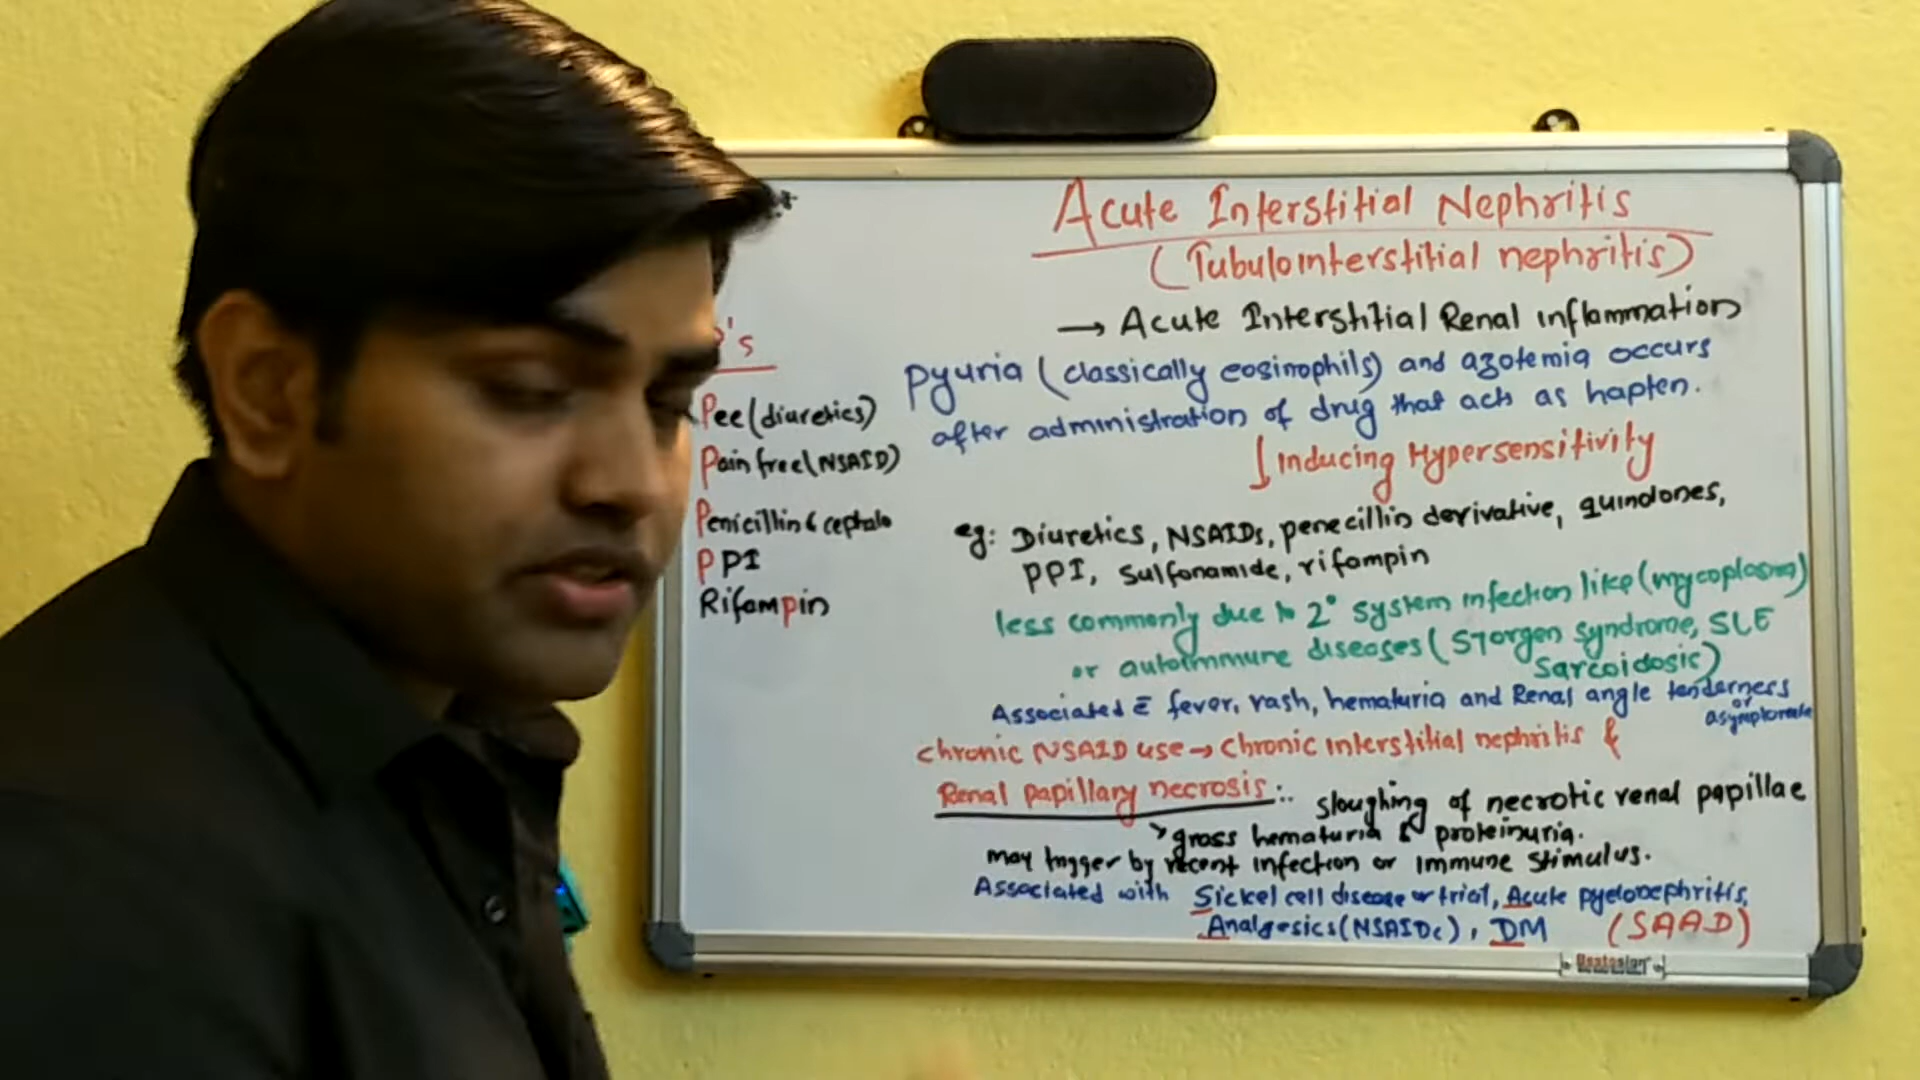 Acute Interstitial Nephritis
(Tubulointerstitial nephritis)
→ Acute Interstitial Renal inflammation
Pyuria (classically eosinophils) and azotemia occurs
after administration of drug that acts as hapten.
Inducing Hypersensitivity
eg: Diuretics, NSAIDs, penecillin derivative, quindones,
PPI, Sulfonamide, rifampin
less commonly due to 2° system infection like (mycoplasma)
or autoimmune diseases (SJorgen syndrome, SLE
Sarcoidosis)
Associated c̄ fever, rash, hematuria and Renal angle tenderness
or
chronic NSAID use → Chronic interstitial nephritis &
Renal papillary necrosis:- sloughing of necrotic renal papillae
gross hematuria & proteinuria.
may trigger by recent infection or immune stimulus.
Associated with Sickel cell disease or triat, Acute pyelonephritis,
Analgesics (NSAIDs), DM (SAAD)
's
Pee (diuretics)
Pain free (NSAID)
Penicillin & cephalo
PPI
Rifampin